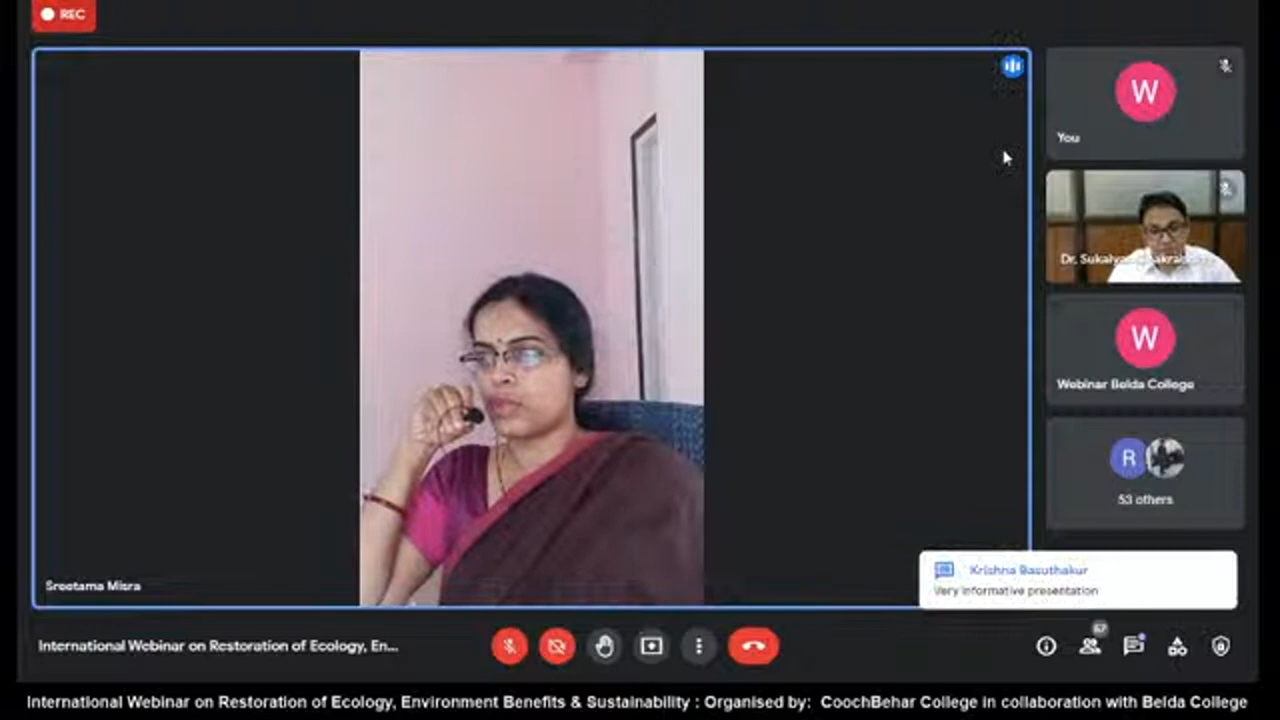 REC
W
You
Dr. Sukalyan
W
Webinar Belda College
R
53 others
Sreetama Misra
Krishna Basuthakur
Very informative presentation
57
International Webinar on Restoration of Ecology, En...
International Webinar on Restoration of Ecology, Environment Benefits & Sustainability : Organised by: CoochBehar College in collaboration with Belda College